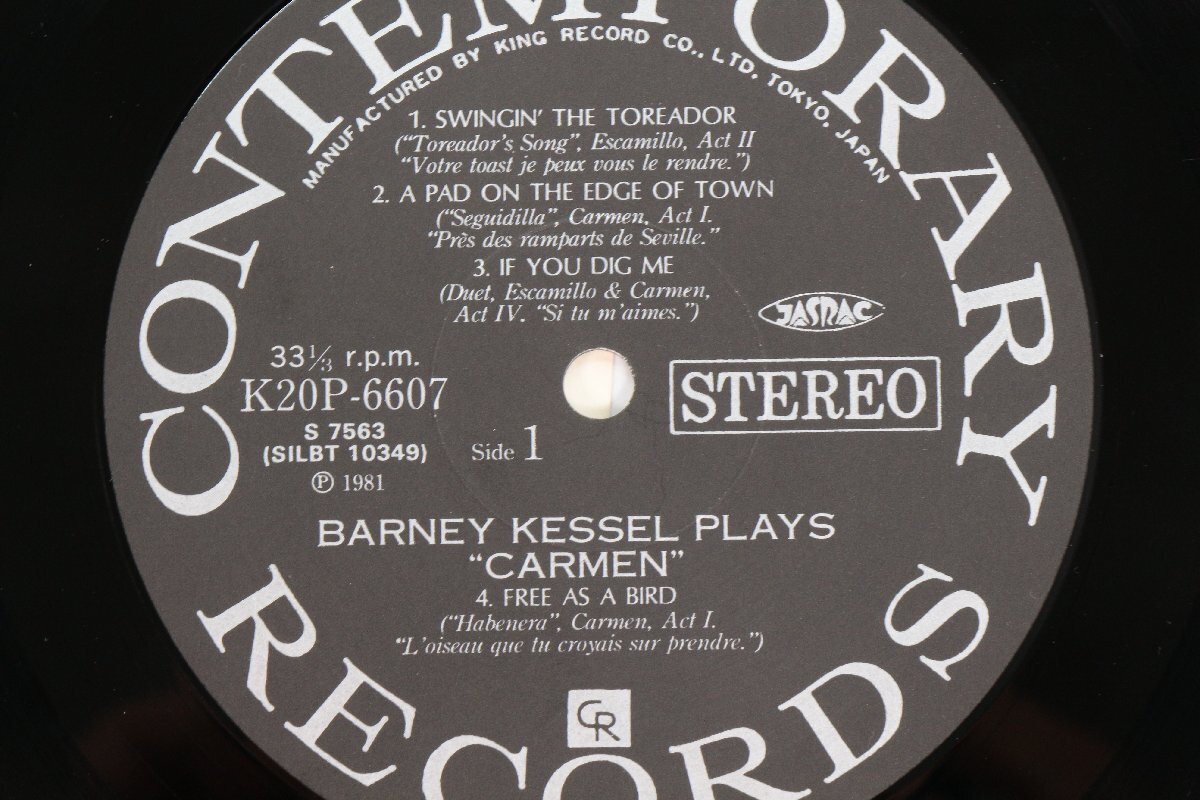 CONTEMPORARY
MANUFACTURED BY KING RECORD CO., LTD. TOKYO, JAPAN
1. SWINGIN' THE TOREADOR
("Toreador's Song", Escamillo, Act II
"Votre toast je peux vous le rendre.")
2. A PAD ON THE EDGE OF TOWN
("Seguidilla", Carmen, Act I.
"Près des ramparts de Seville."
3. IF YOU DIG ME
(Duet, Escamillo & Carmen,
Act IV. "Si tu m'aimes.")
JASRAC
33 1/3 r.p.m.
K20P-6607
S 7563
(SILBT 10349)
Ⓟ 1981
Side 1
STEREO
BARNEY KESSEL PLAYS
"CARMEN"
4. FREE AS A BIRD
("Habenera", Carmen, Act I.
"L'oiseau que tu croyais sur prendre.")
CR
RECORDS